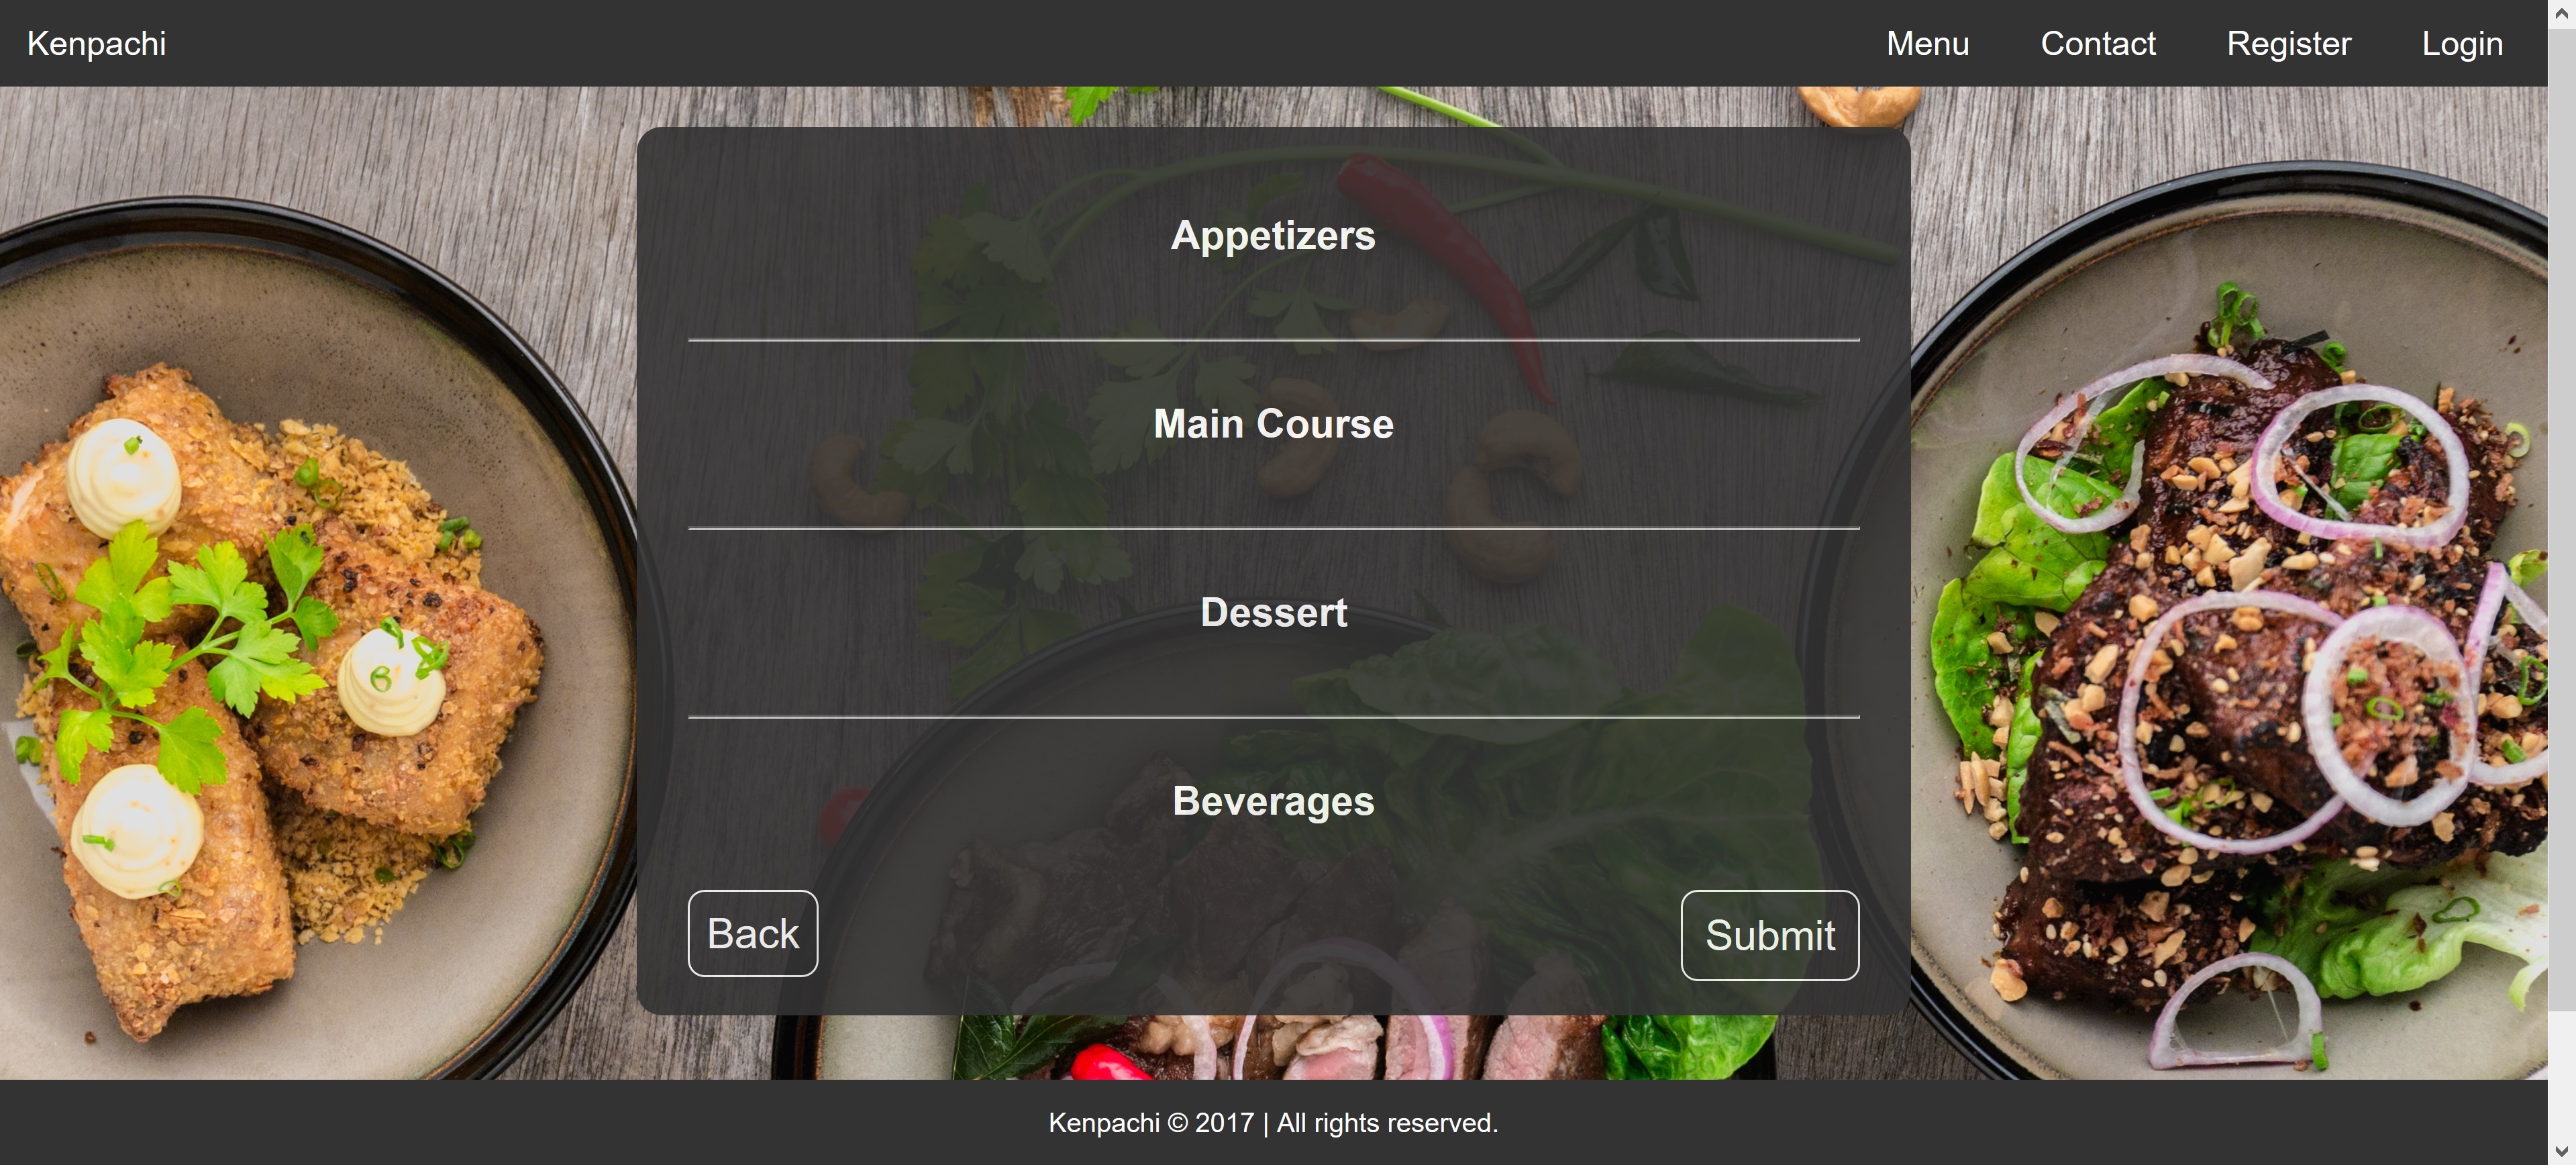 Kenpachi
Menu Contact Register Login
Appetizers
Main Course
Dessert
Beverages
Back
Submit
Kenpachi © 2017 | All rights reserved.